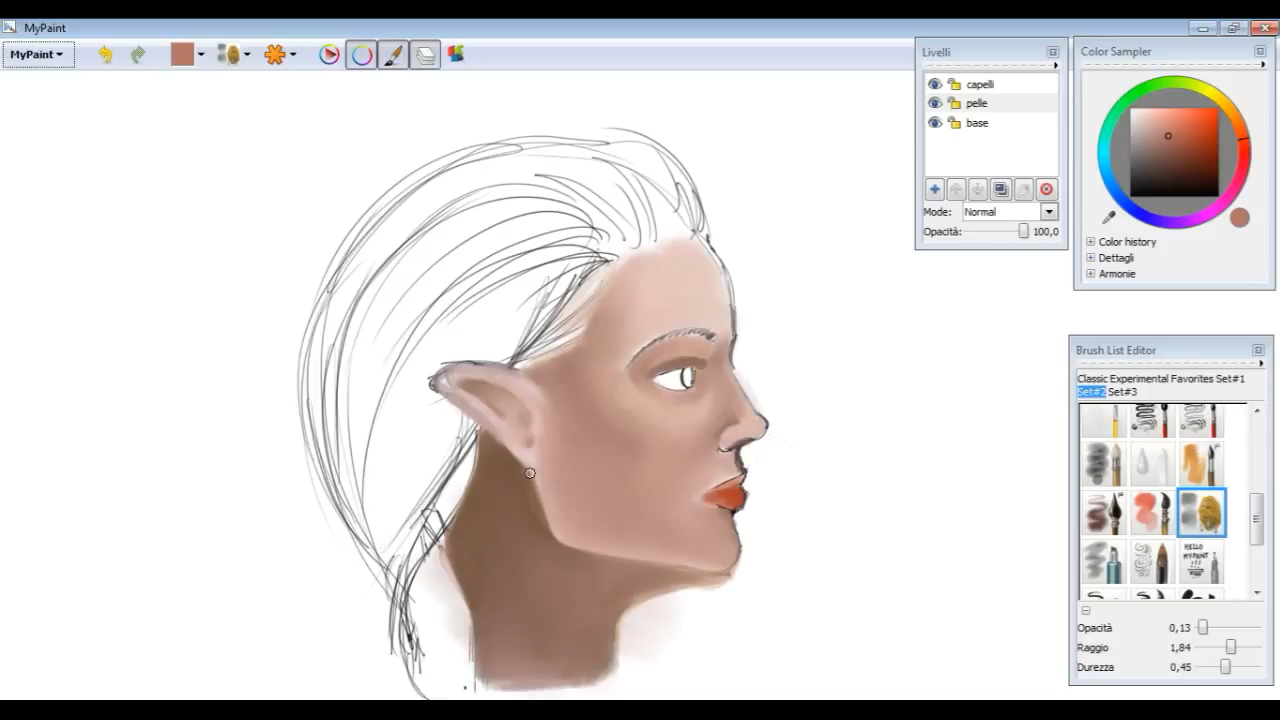 MyPaint
MyPaint
Livelli
capelli
pelle
base
Mode: Normal
Opacità: 100,0
Color Sampler
Color history
Dettagli
Armonie
Brush List Editor
Classic Experimental Favorites Set#1
Set#2 Set#3
HELLO
MYPAINT
!!!
Opacità 0,13
Raggio 1,84
Durezza 0,45